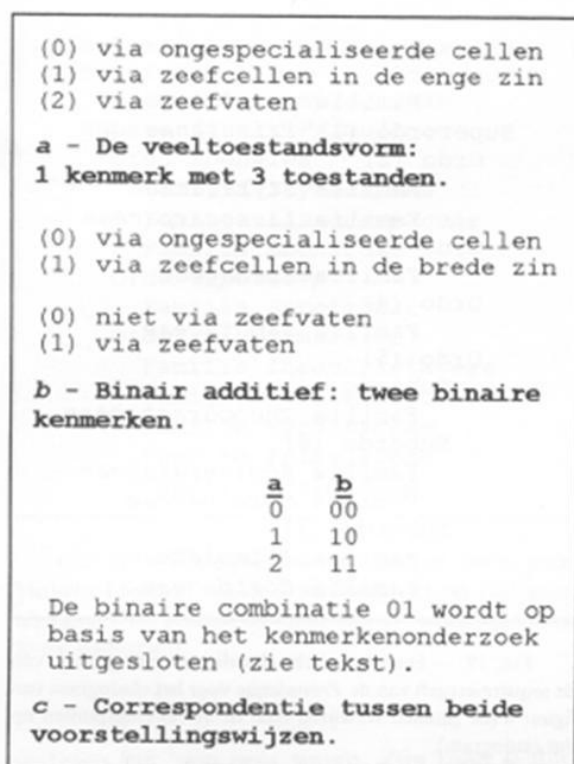 (0) via ongespecialiseerde cellen
(1) via zeefcellen in de enge zin
(2) via zeefvaten
a - De veeltoestandsvorm:
1 kenmerk met 3 toestanden.
(0) via ongespecialiseerde cellen
(1) via zeefcellen in de brede zin
(0) niet via zeefvaten
(1) via zeefvaten
b - Binair additief: twee binaire
kenmerken.
a b
0 00
1 10
2 11
De binaire combinatie 01 wordt op
basis van het kenmerkenonderzoek
uitgesloten (zie tekst).
c - Correspondentie tussen beide
voorstellingswijzen.